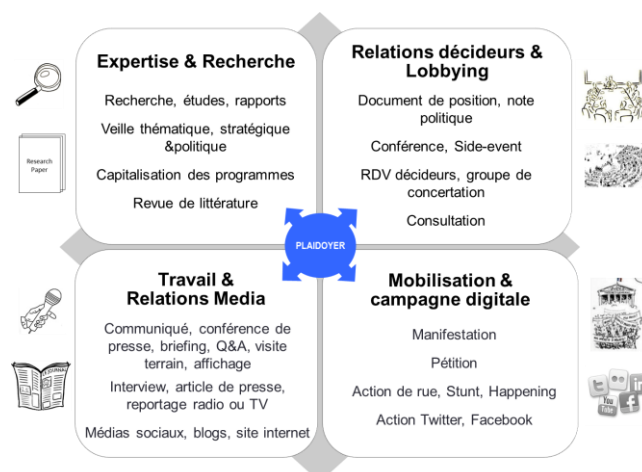 Expertise & Recherche
Recherche, études, rapports
Veille thématique, stratégique
&politique
Capitalisation des programmes
Revue de littérature
Relations décideurs &
Lobbying
Document de position, note
politique
Conférence, Side-event
RDV décideurs, groupe de
concertation
Consultation
Research
Paper
PLAIDOYER
Travail &
Relations Media
Communiqué, conférence de
presse, briefing, Q&A, visite
terrain, affichage
Interview, article de presse,
reportage radio ou TV
Médias sociaux, blogs, site internet
Mobilisation &
campagne digitale
Manifestation
Pétition
Action de rue, Stunt, Happening
Action Twitter, Facebook
You
Tube
in